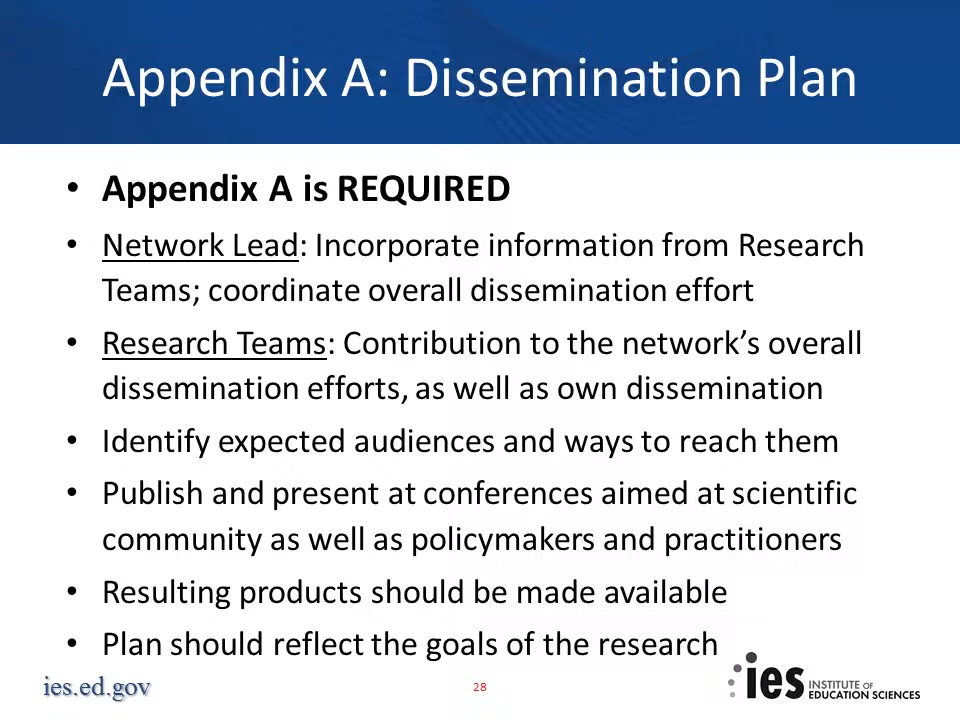 Appendix A: Dissemination Plan
• Appendix A is REQUIRED
• Network Lead: Incorporate information from Research
Teams; coordinate overall dissemination effort
• Research Teams: Contribution to the network’s overall
dissemination efforts, as well as own dissemination
• Identify expected audiences and ways to reach them
• Publish and present at conferences aimed at scientific
community as well as policymakers and practitioners
• Resulting products should be made available
• Plan should reflect the goals of the research
ies.ed.gov
28
ies INSTITUTE OF
EDUCATION SCIENCES